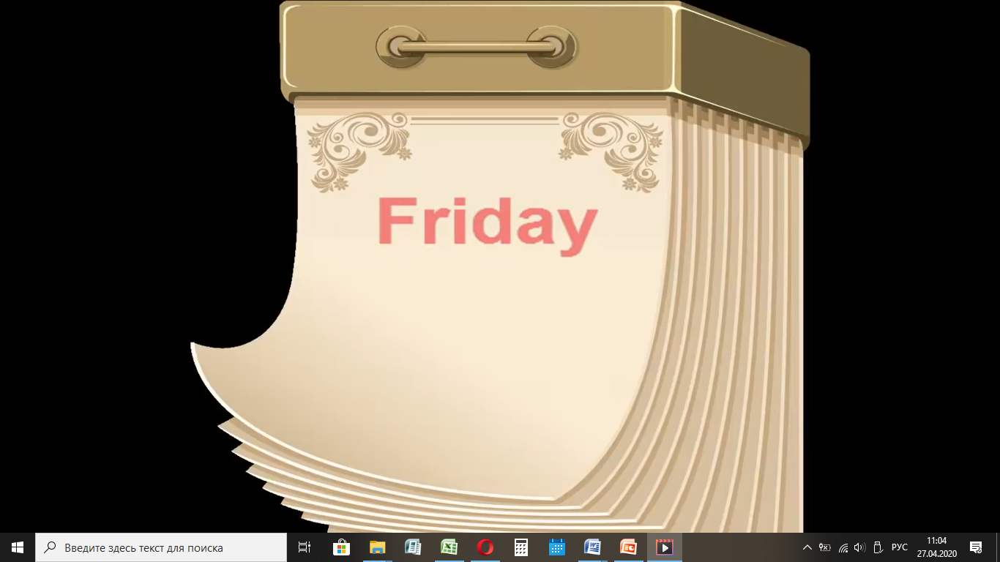 Friday
Введите здесь текст для поиска
РУС
11:04
27.04.2020